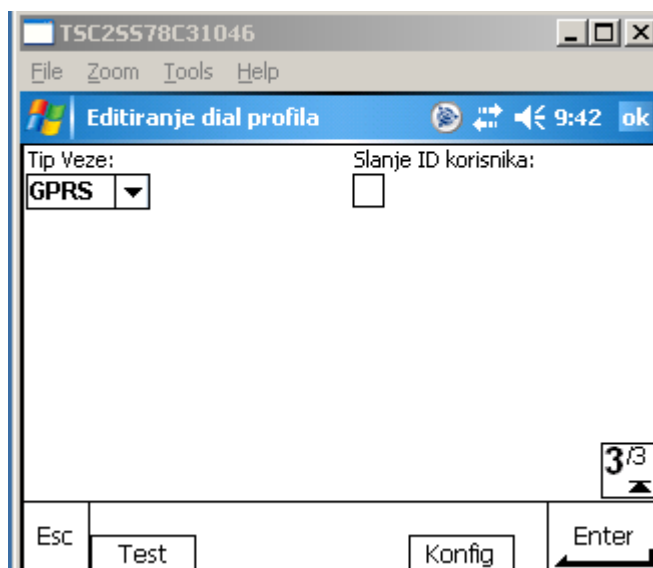 TSC2SS78C31046
File Zoom Tools Help
Editiranje dial profila 9:42 ok
Tip Veze: Slanje ID korisnika:
GPRS
3/3
Esc Test Konfig Enter